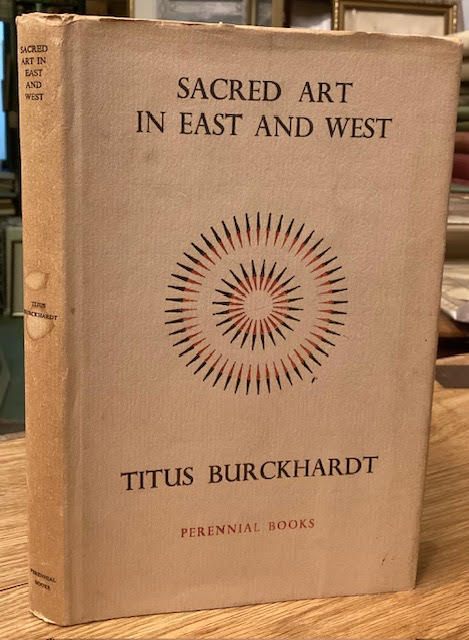 SACRED
ART IN
EAST
AND
WEST
TITUS
BURCKHARDT
PERENNIAL
BOOKS
SACRED ART
IN EAST AND WEST
TITUS BURCKHARDT
PERENNIAL BOOKS